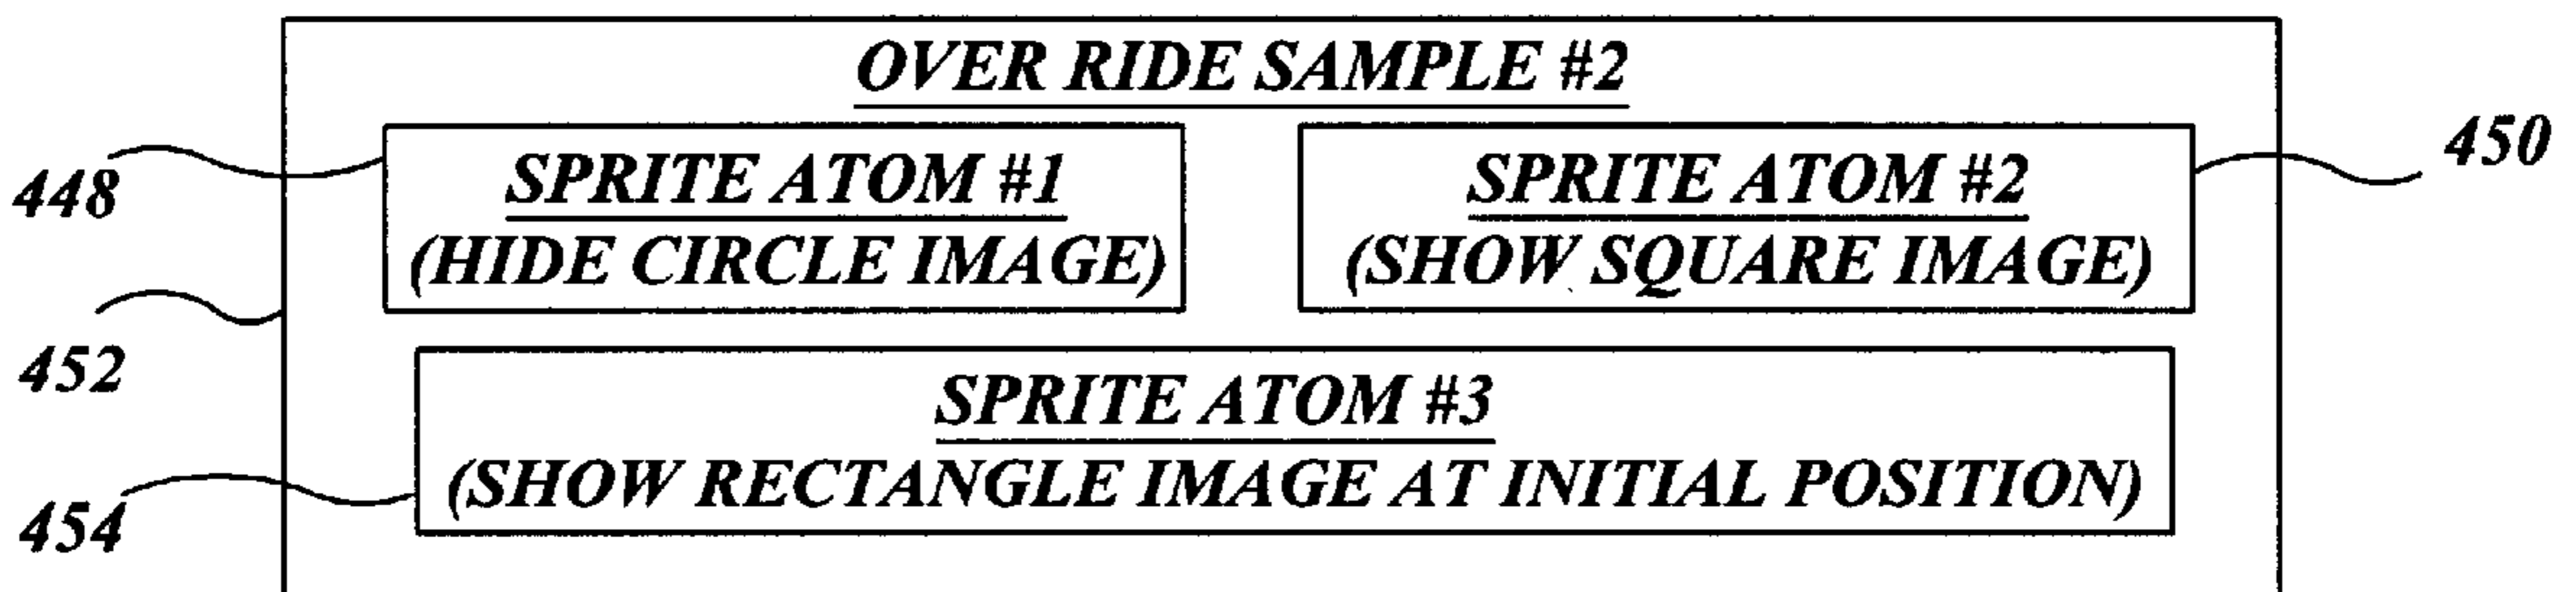 OVER RIDE SAMPLE #2
448
SPRITE ATOM #1
(HIDE CIRCLE IMAGE)
SPRITE ATOM #2
(SHOW SQUARE IMAGE)
450
452
SPRITE ATOM #3
(SHOW RECTANGLE IMAGE AT INITIAL POSITION)
454